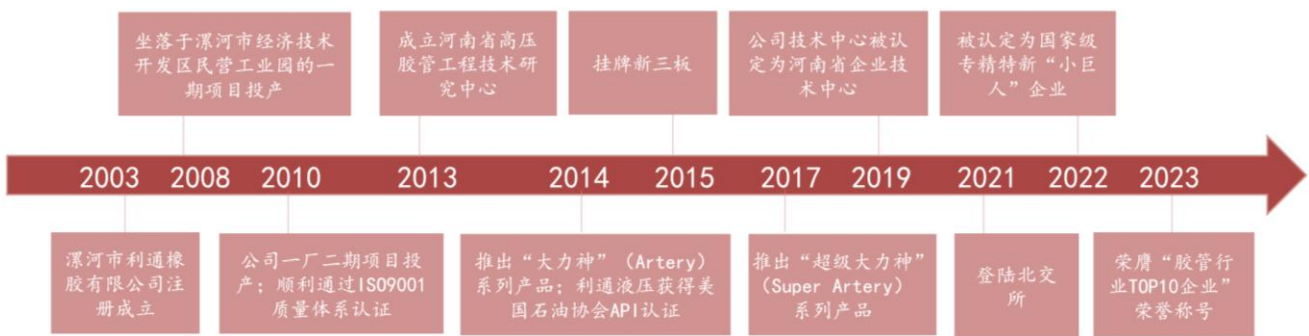 坐落于漯河市经济技术
开发区民营工业园的一
期项目投产
成立河南省高压
胶管工程技术研
究中心
挂牌新三板
公司技术中心被认
定为河南省企业技
术中心
被认定为国家级
专精特新“小巨
人”企业
2003 2008 2010 2013 2014 2015 2017 2019 2021 2022 2023
漯河市利通橡
胶有限公司注
册成立
公司一厂二期项目投
产；顺利通过ISO9001
质量体系认证
推出“大力神”（Artery）
系列产品；利通液压获得美
国石油协会API认证
推出“超级大力神”
（Super Artery）
系列产品
登陆北交
所
荣膺“胶管行
业TOP10企业”
荣誉称号